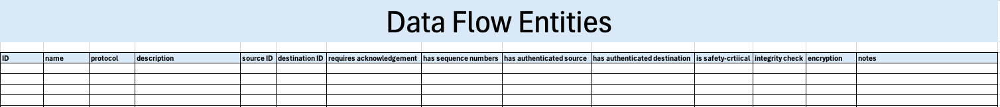 Data Flow Entities
ID name protocol description source ID destination ID requires acknowledgement has sequence numbers has authenticated source has authenticated destination is safety-crtiical integrity check encryption notes